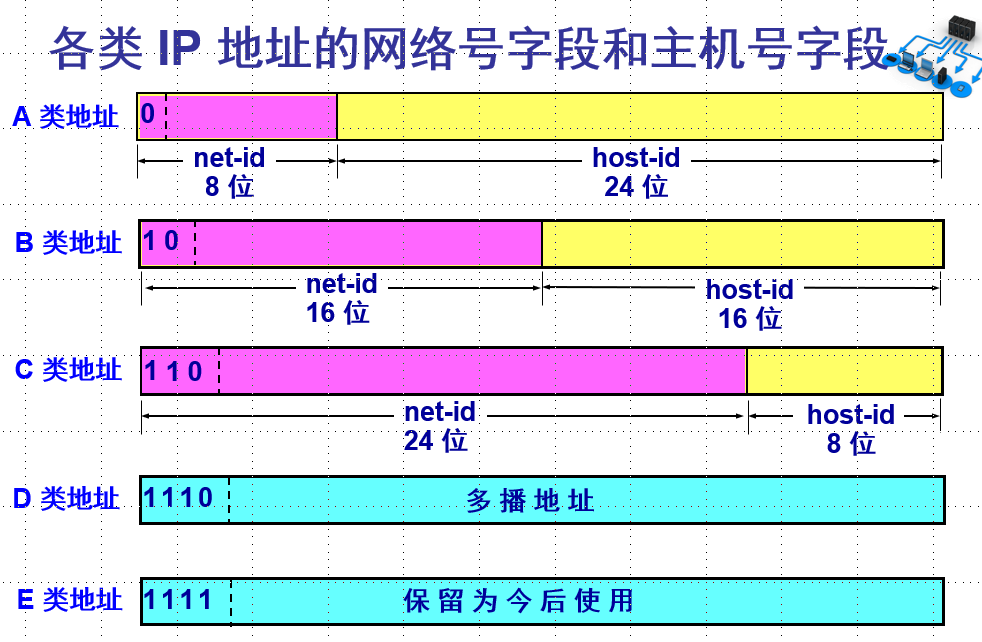 各类 IP 地址的网络号字段和主机号字段
A 类地址
0
net-id
8 位
host-id
24 位
B 类地址
1 0
net-id
16 位
host-id
16 位
C 类地址
1 1 0
net-id
24 位
host-id
8 位
D 类地址
1110
多 播 地 址
E 类地址
1111
保 留 为 今 后 使 用